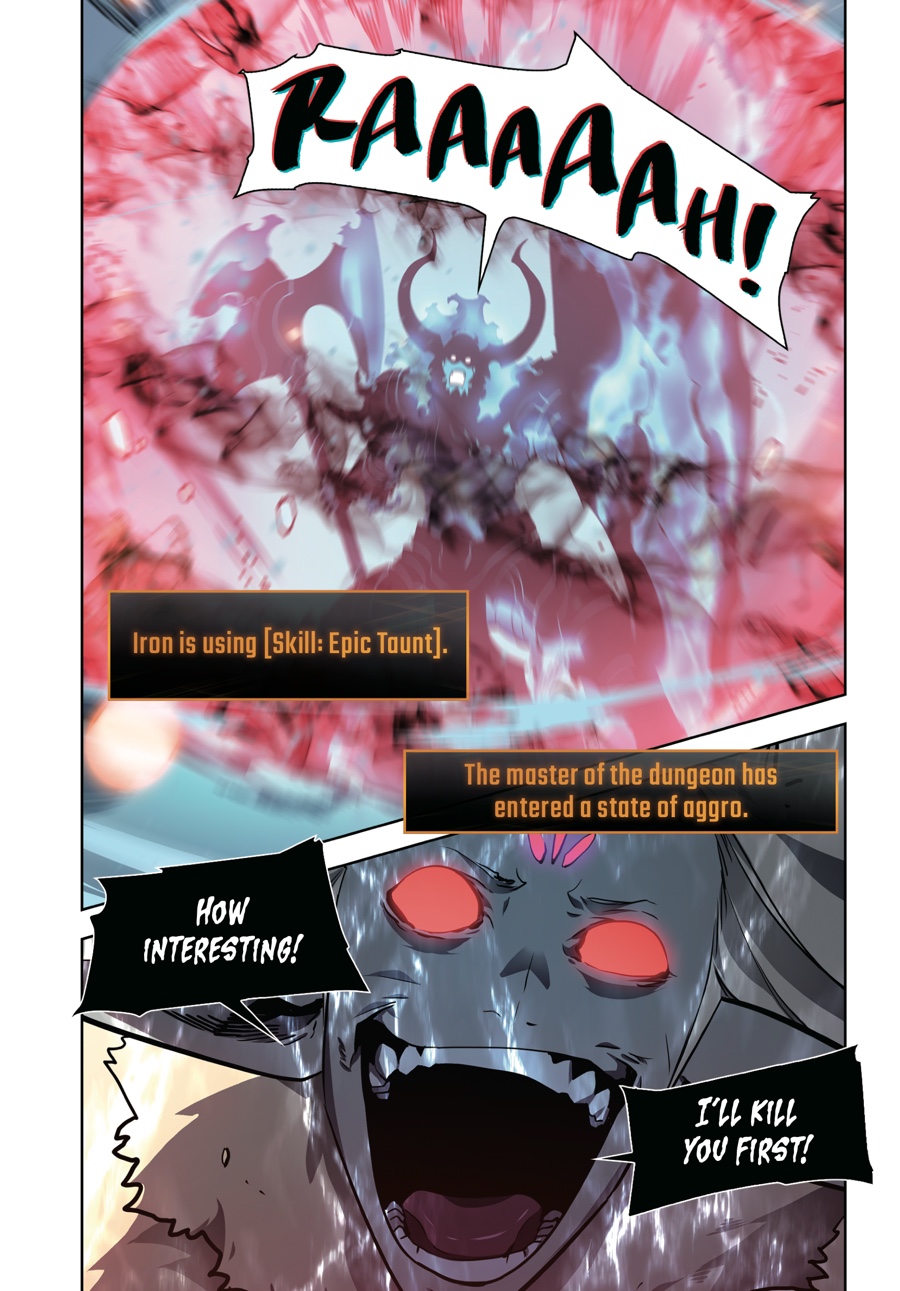 RAAAAAH!
Iron is using [Skill: Epic Taunt].
The master of the dungeon has
entered a state of aggro.
HOW
INTERESTING!
I'LL KILL
YOU FIRST!